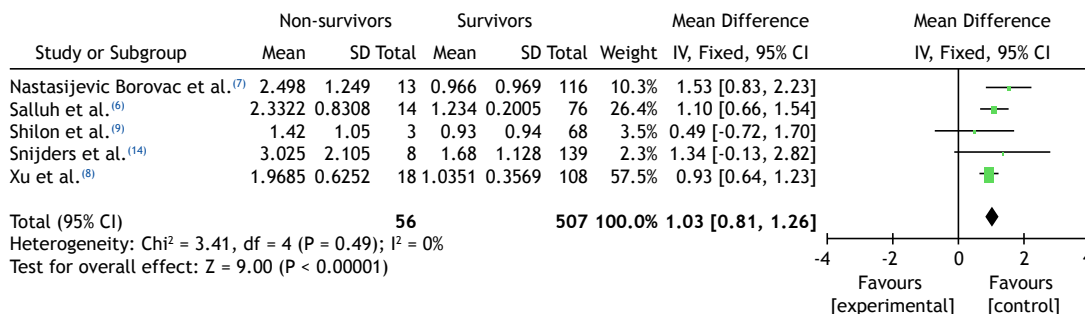 Non-survivors Survivors Mean Difference Mean Difference
Study or Subgroup Mean SD Total Mean SD Total Weight IV, Fixed, 95% CI IV, Fixed, 95% CI
Nastasijevic Borovac et al.(7) 2.498 1.249 13 0.966 0.969 116 10.3% 1.53 [0.83, 2.23]
Salluh et al.(6) 2.3322 0.8308 14 1.234 0.2005 76 26.4% 1.10 [0.66, 1.54]
Shilon et al.(9) 1.42 1.05 3 0.93 0.94 68 3.5% 0.49 [-0.72, 1.70]
Snijders et al.(14) 3.025 2.105 8 1.68 1.128 139 2.3% 1.34 [-0.13, 2.82]
Xu et al.(8) 1.9685 0.6252 18 1.0351 0.3569 108 57.5% 0.93 [0.64, 1.23]
Total (95% CI) 56 507 100.0% 1.03 [0.81, 1.26]
Heterogeneity: Chi² = 3.41, df = 4 (P = 0.49); I² = 0%
Test for overall effect: Z = 9.00 (P < 0.00001)
-4 -2 0 2 4
Favours Favours
[experimental] [control]